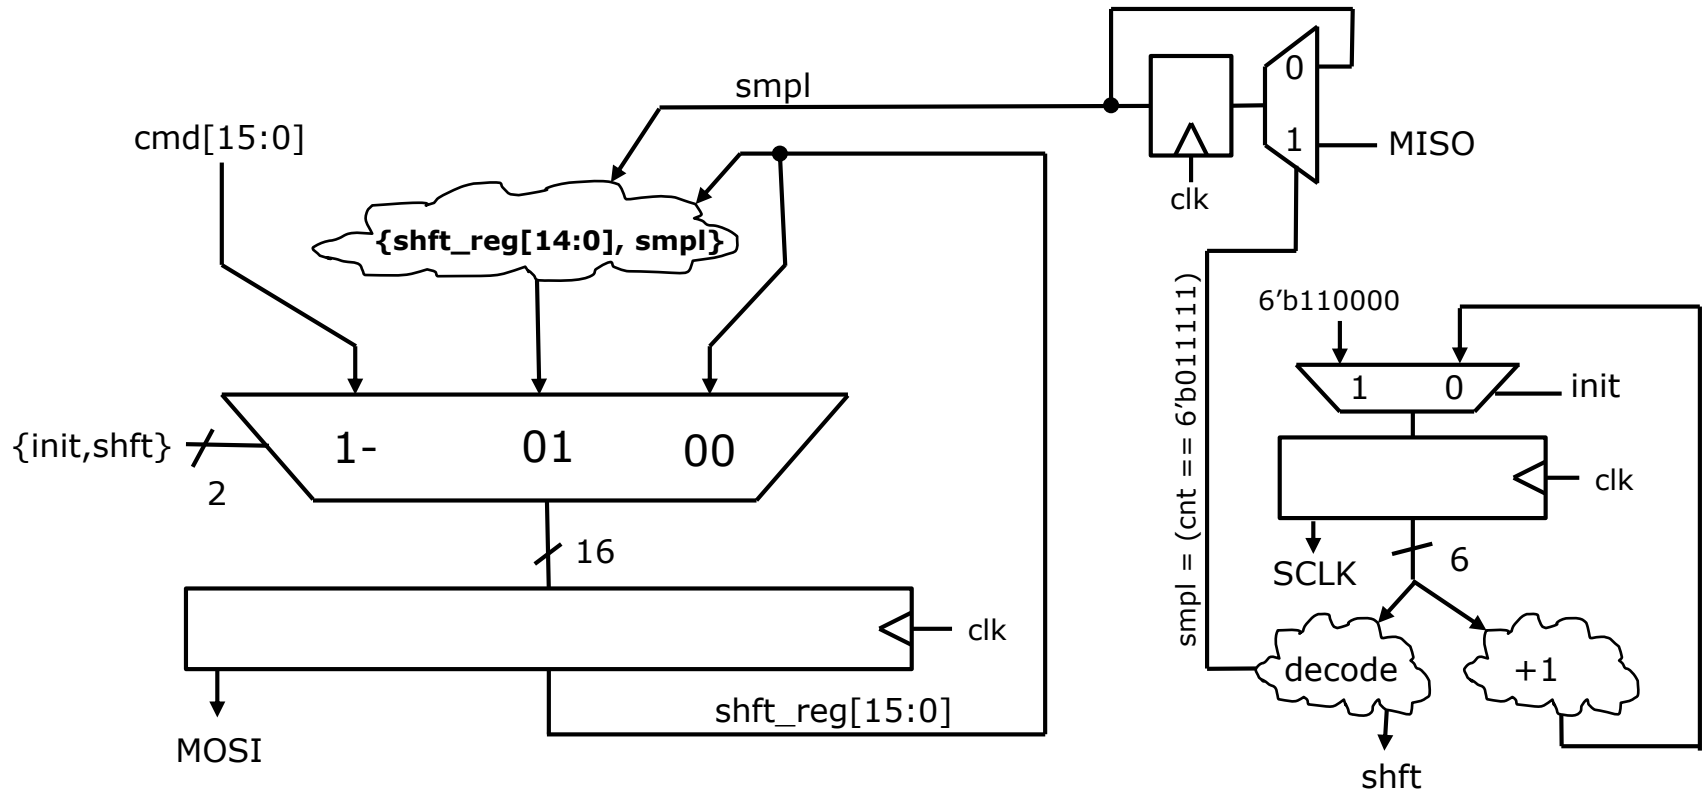 smpl
0
cmd[15:0]
1
MISO
clk
{shft_reg[14:0], smpl}
smpl = (cnt == 6'b011111)
6'b110000
1 0
init
{init,shft}
1- 01 00
2
clk
16
6
SCLK
clk
decode
+1
shft_reg[15:0]
MOSI
shft